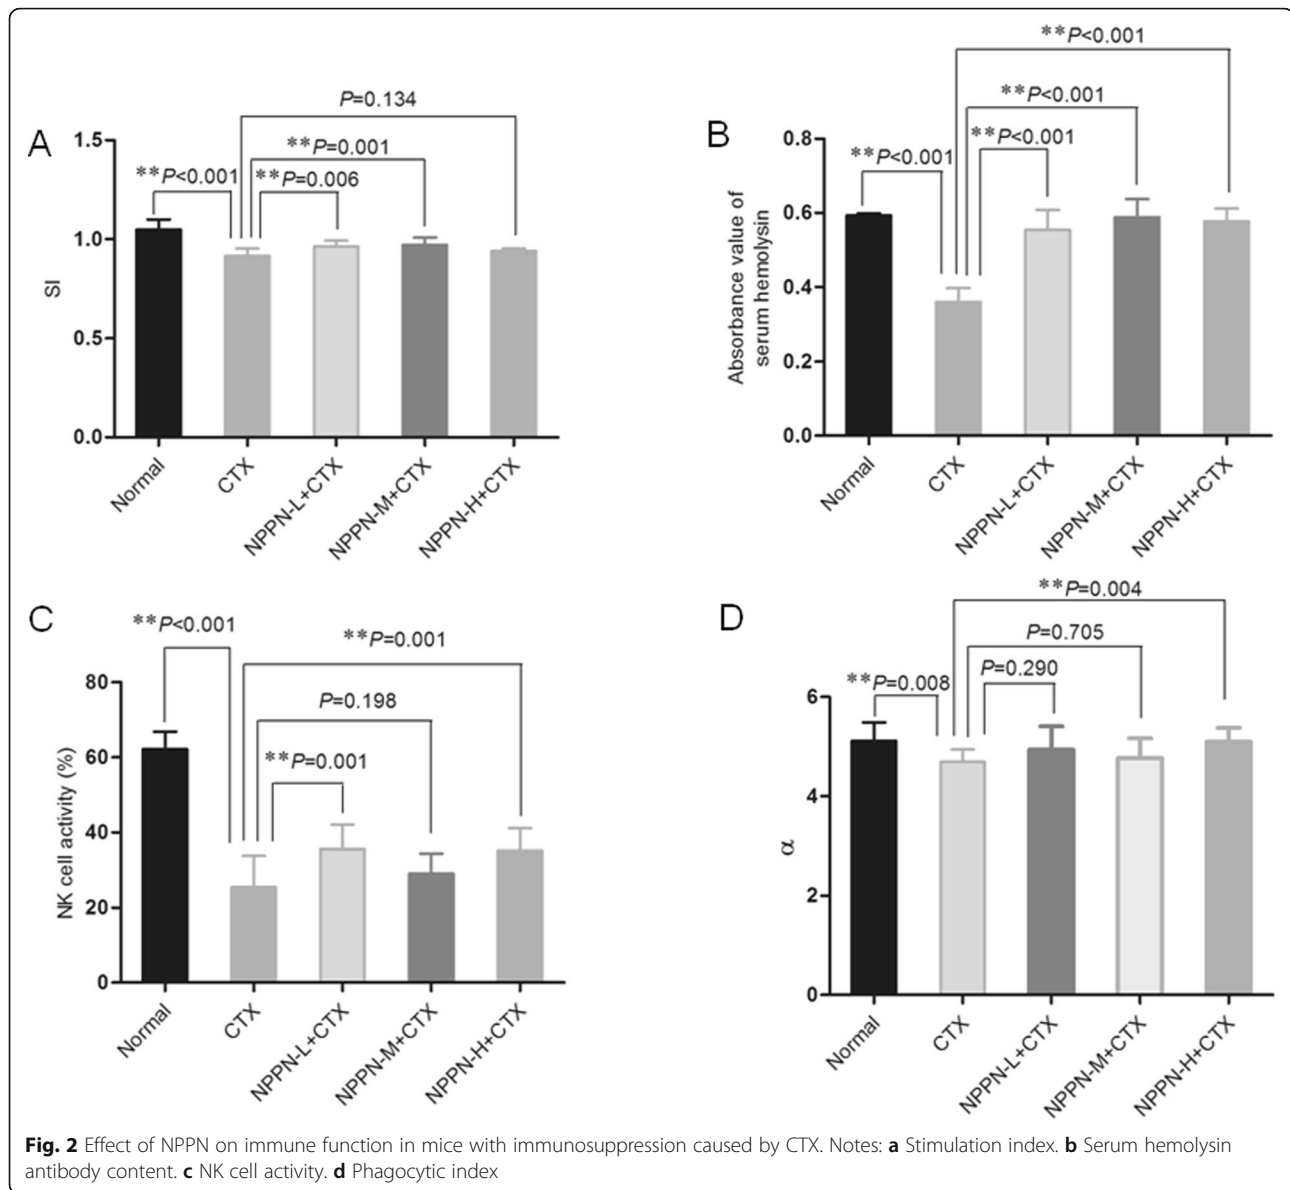 A
P=0.134
**P=0.001
**P<0.001
**P=0.006
1.5
1.0
0.5
0.0
SI
Normal
CTX
NPPN-L+CTX
NPPN-M+CTX
NPPN-H+CTX
B
**P<0.001
**P<0.001
**P<0.001
**P<0.001
0.8
0.6
0.4
0.2
0.0
Absorbance value of
serum hemolysin
Normal
CTX
NPPN-L+CTX
NPPN-M+CTX
NPPN-H+CTX
C
**P<0.001
**P=0.001
P=0.198
**P=0.001
80
60
40
20
0
NK cell activity (%)
Normal
CTX
NPPN-L+CTX
NPPN-M+CTX
NPPN-H+CTX
D
**P=0.004
P=0.705
P=0.290
**P=0.008
6
4
2
0
α
Normal
CTX
NPPN-L+CTX
NPPN-M+CTX
NPPN-H+CTX
Fig. 2 Effect of NPPN on immune function in mice with immunosuppression caused by CTX. Notes: a Stimulation index. b Serum hemolysin
antibody content. c NK cell activity. d Phagocytic index